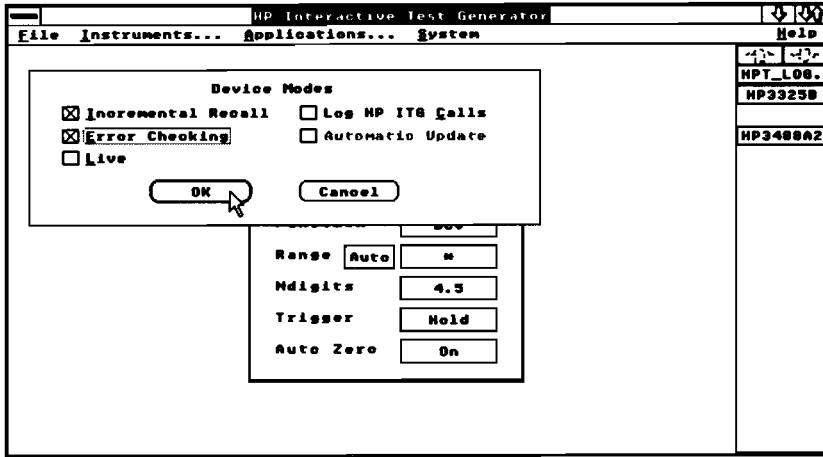 HP Interactive Test Generator
File Instruments... Applications... System Help
HPT_LOG.
HP3325B
HP3488A2
Device Modes
Incremental Recall Log HP ITG Calls
Error Checking Automatic Update
Live
OK Cancel
Range Auto *
Ndigits 4.5
Trigger Hold
Auto Zero On